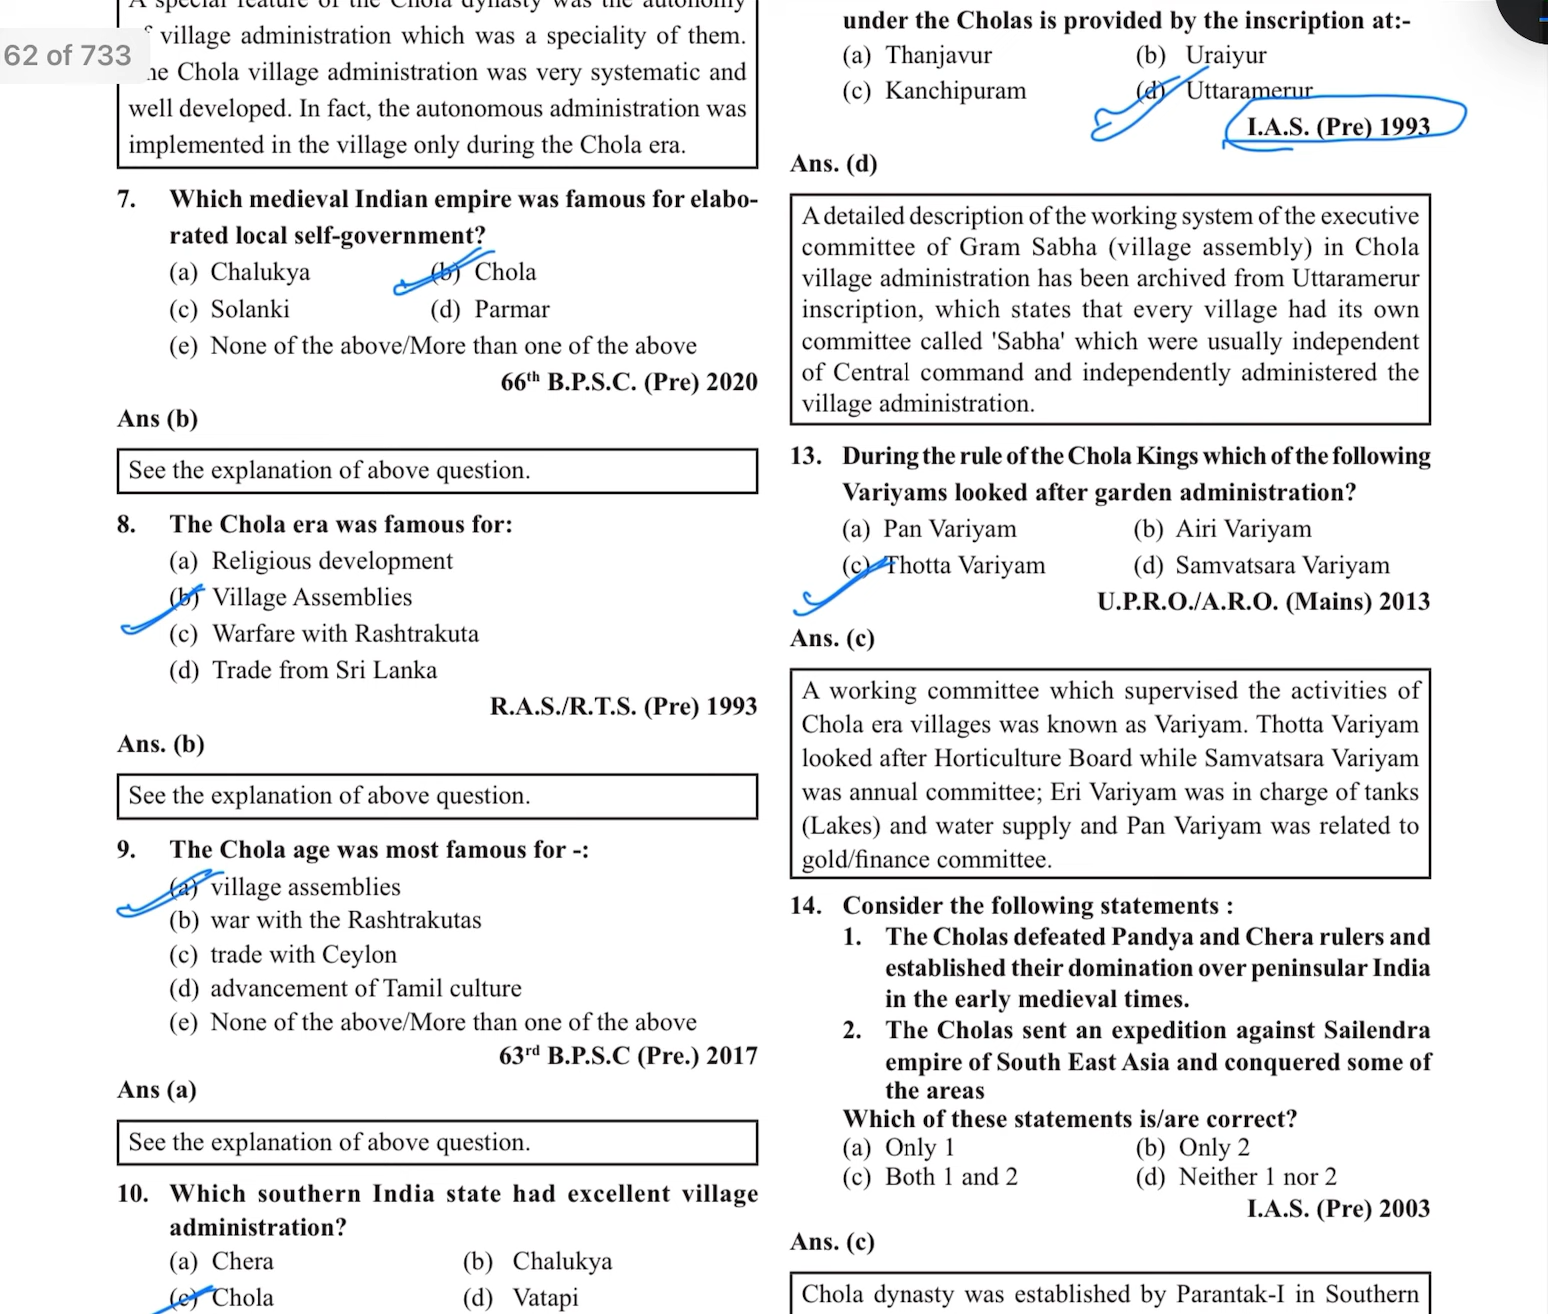 62 of 733
A special feature of the Chola dynasty was the autonomy
village administration which was a speciality of them.
he Chola village administration was very systematic and
well developed. In fact, the autonomous administration was
implemented in the village only during the Chola era.
7. Which medieval Indian empire was famous for elabo-
rated local self-government?
(a) Chalukya (b) Chola
(c) Solanki (d) Parmar
(e) None of the above/More than one of the above
66th B.P.S.C. (Pre) 2020
Ans (b)
See the explanation of above question.
8. The Chola era was famous for:
(a) Religious development
(b) Village Assemblies
(c) Warfare with Rashtrakuta
(d) Trade from Sri Lanka
R.A.S./R.T.S. (Pre) 1993
Ans. (b)
See the explanation of above question.
9. The Chola age was most famous for -:
(a) village assemblies
(b) war with the Rashtrakutas
(c) trade with Ceylon
(d) advancement of Tamil culture
(e) None of the above/More than one of the above
63rd B.P.S.C (Pre.) 2017
Ans (a)
See the explanation of above question.
10. Which southern India state had excellent village
administration?
(a) Chera (b) Chalukya
(c) Chola (d) Vatapi
under the Cholas is provided by the inscription at:-
(a) Thanjavur (b) Uraiyur
(c) Kanchipuram (d) Uttaramerur
I.A.S. (Pre) 1993
Ans. (d)
A detailed description of the working system of the executive
committee of Gram Sabha (village assembly) in Chola
village administration has been archived from Uttaramerur
inscription, which states that every village had its own
committee called 'Sabha' which were usually independent
of Central command and independently administered the
village administration.
13. During the rule of the Chola Kings which of the following
Variyams looked after garden administration?
(a) Pan Variyam (b) Airi Variyam
(c) Thotta Variyam (d) Samvatsara Variyam
U.P.R.O./A.R.O. (Mains) 2013
Ans. (c)
A working committee which supervised the activities of
Chola era villages was known as Variyam. Thotta Variyam
looked after Horticulture Board while Samvatsara Variyam
was annual committee; Eri Variyam was in charge of tanks
(Lakes) and water supply and Pan Variyam was related to
gold/finance committee.
14. Consider the following statements :
1. The Cholas defeated Pandya and Chera rulers and
established their domination over peninsular India
in the early medieval times.
2. The Cholas sent an expedition against Sailendra
empire of South East Asia and conquered some of
the areas
Which of these statements is/are correct?
(a) Only 1 (b) Only 2
(c) Both 1 and 2 (d) Neither 1 nor 2
I.A.S. (Pre) 2003
Ans. (c)
Chola dynasty was established by Parantak-I in Southern